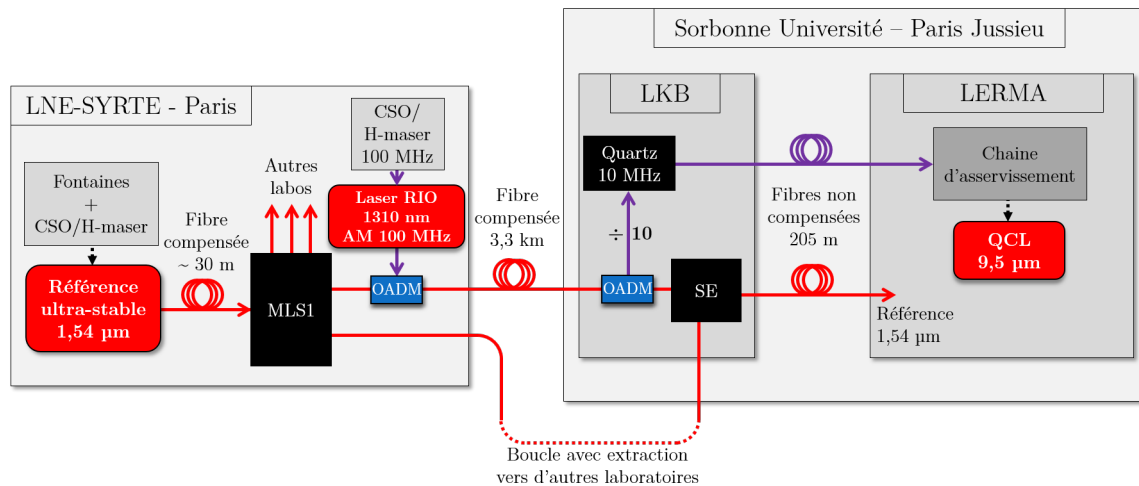 Sorbonne Université – Paris Jussieu
LNE-SYRTE - Paris
Fontaines
+
CSO/H-maser
Référence
ultra-stable
1,54 µm
Fibre
compensée
~ 30 m
Autres
labos
MLS1
CSO/
H-maser
100 MHz
Laser RIO
1310 nm
AM 100 MHz
OADM
Fibre
compensée
3,3 km
LKB
Quartz
10 MHz
÷ 10
OADM
SE
Fibres non
compensées
205 m
LERMA
Chaine
d'asservissement
QCL
9,5 µm
Référence
1,54 µm
Boucle avec extraction
vers d'autres laboratoires